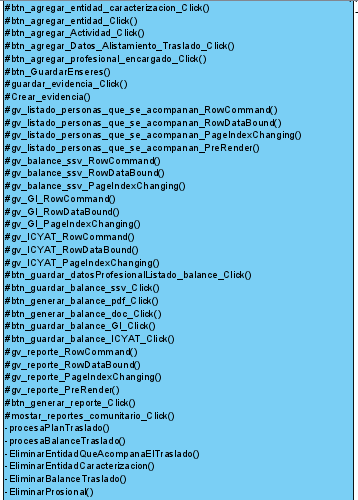 #btn_agregar_entidad_caracterizacion_Click()
#btn_agregar_entidad_Click()
#btn_agregar_Actividad_Click()
#btn_agregar_Datos_Alistamiento_Traslado_Click()
#btn_agregar_profesional_encargado_Click()
#btn_GuardarEnseres()
#guardar_evidencia_Click()
#Crear_evidencia()
#gv_listado_personas_que_se_acompanan_RowCommand()
#gv_listado_personas_que_se_acompanan_RowDataBound()
#gv_listado_personas_que_se_acompanan_PageIndexChanging()
#gv_listado_personas_que_se_acompanan_PreRender()
#gv_balance_ssv_RowCommand()
#gv_balance_ssv_RowDataBound()
#gv_balance_ssv_PageIndexChanging()
#gv_GI_RowCommand()
#gv_GI_RowDataBound()
#gv_GI_PageIndexChanging()
#gv_ICYAT_RowCommand()
#gv_ICYAT_RowDataBound()
#gv_ICYAT_PageIndexChanging()
#btn_guardar_datosProfesionalListado_balance_Click()
#btn_guardar_balance_ssv_Click()
#btn_generar_balance_pdf_Click()
#btn_generar_balance_doc_Click()
#btn_guardar_balance_GI_Click()
#btn_guardar_balance_ICYAT_Click()
#gv_reporte_RowCommand()
#gv_reporte_RowDataBound()
#gv_reporte_PageIndexChanging()
#gv_reporte_PreRender()
#btn_generar_reporte_Click()
#mostar_reportes_comunitario_Click()
-procesaPlanTraslado()
-procesaBalanceTraslado()
-EliminarEntidadQueAcompanaElTraslado()
-EliminarEntidadCaracterizacion()
-EliminarBalanceTraslado()
-EliminarProsional()